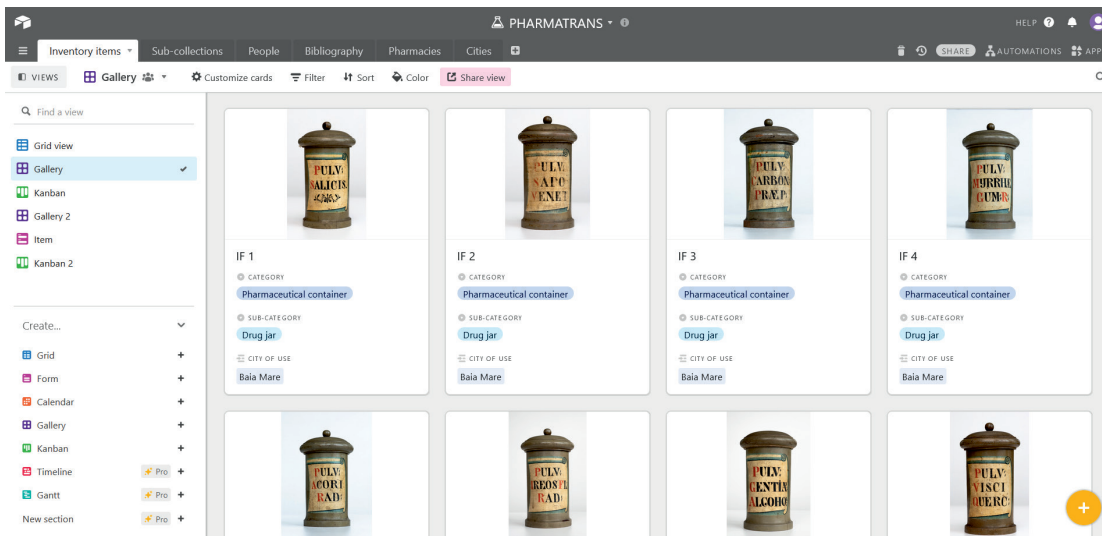 PHARMATRANS
HELP
Inventory items
Sub-collections
People
Bibliography
Pharmacies
Cities
SHARE
AUTOMATIONS
APP
VIEWS
Gallery
Customize cards
Filter
Sort
Color
Share view
Find a view
Grid view
Gallery
Kanban
Gallery 2
Item
Kanban 2
Create...
Grid
Form
Calendar
Gallery
Kanban
Timeline
Pro
Gantt
Pro
New section
Pro
PULV:
SALICIS.
IF 1
CATEGORY
Pharmaceutical container
SUB-CATEGORY
Drug jar
CITY OF USE
Baia Mare
PULV:
SAPO
VENET
IF 2
CATEGORY
Pharmaceutical container
SUB-CATEGORY
Drug jar
CITY OF USE
Baia Mare
PULV:
CARBON
PRÆP:
IF 3
CATEGORY
Pharmaceutical container
SUB-CATEGORY
Drug jar
CITY OF USE
Baia Mare
PULV:
GUM:
IF 4
CATEGORY
Pharmaceutical container
SUB-CATEGORY
Drug jar
CITY OF USE
Baia Mare
PULV:
ACORI
RAD:
PULV:
RAD:
PULV:
GENTIN
ALCOHO
PULV:
VISCI
QUERC: